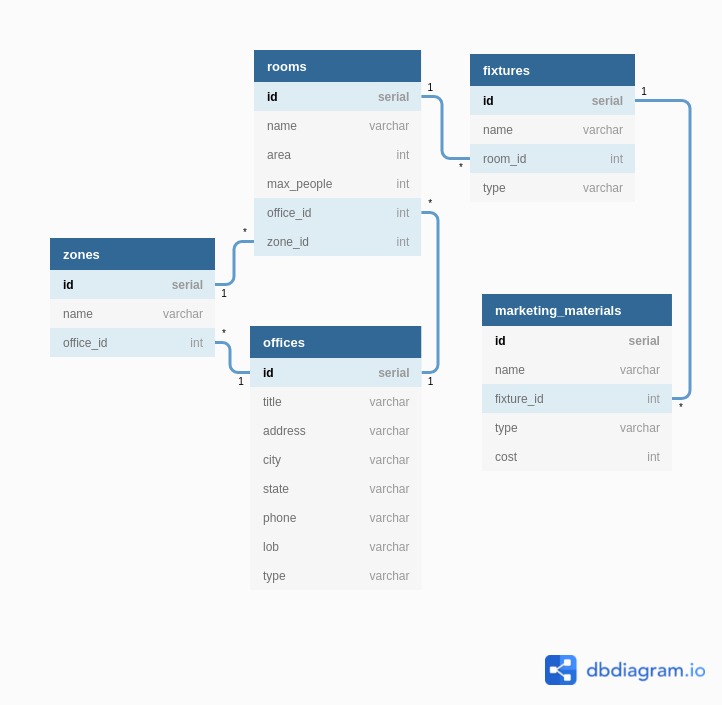 rooms
id serial
name varchar
area int
max_people int
office_id int
zone_id int
1
*
*
*
fixtures
id serial
name varchar
room_id int
type varchar
1
zones
id serial
name varchar
office_id int
1
*
1
offices
id serial
title varchar
address varchar
city varchar
state varchar
phone varchar
lob varchar
type varchar
1
marketing_materials
id serial
name varchar
fixture_id int
type varchar
cost int
*
dbdiagram.io